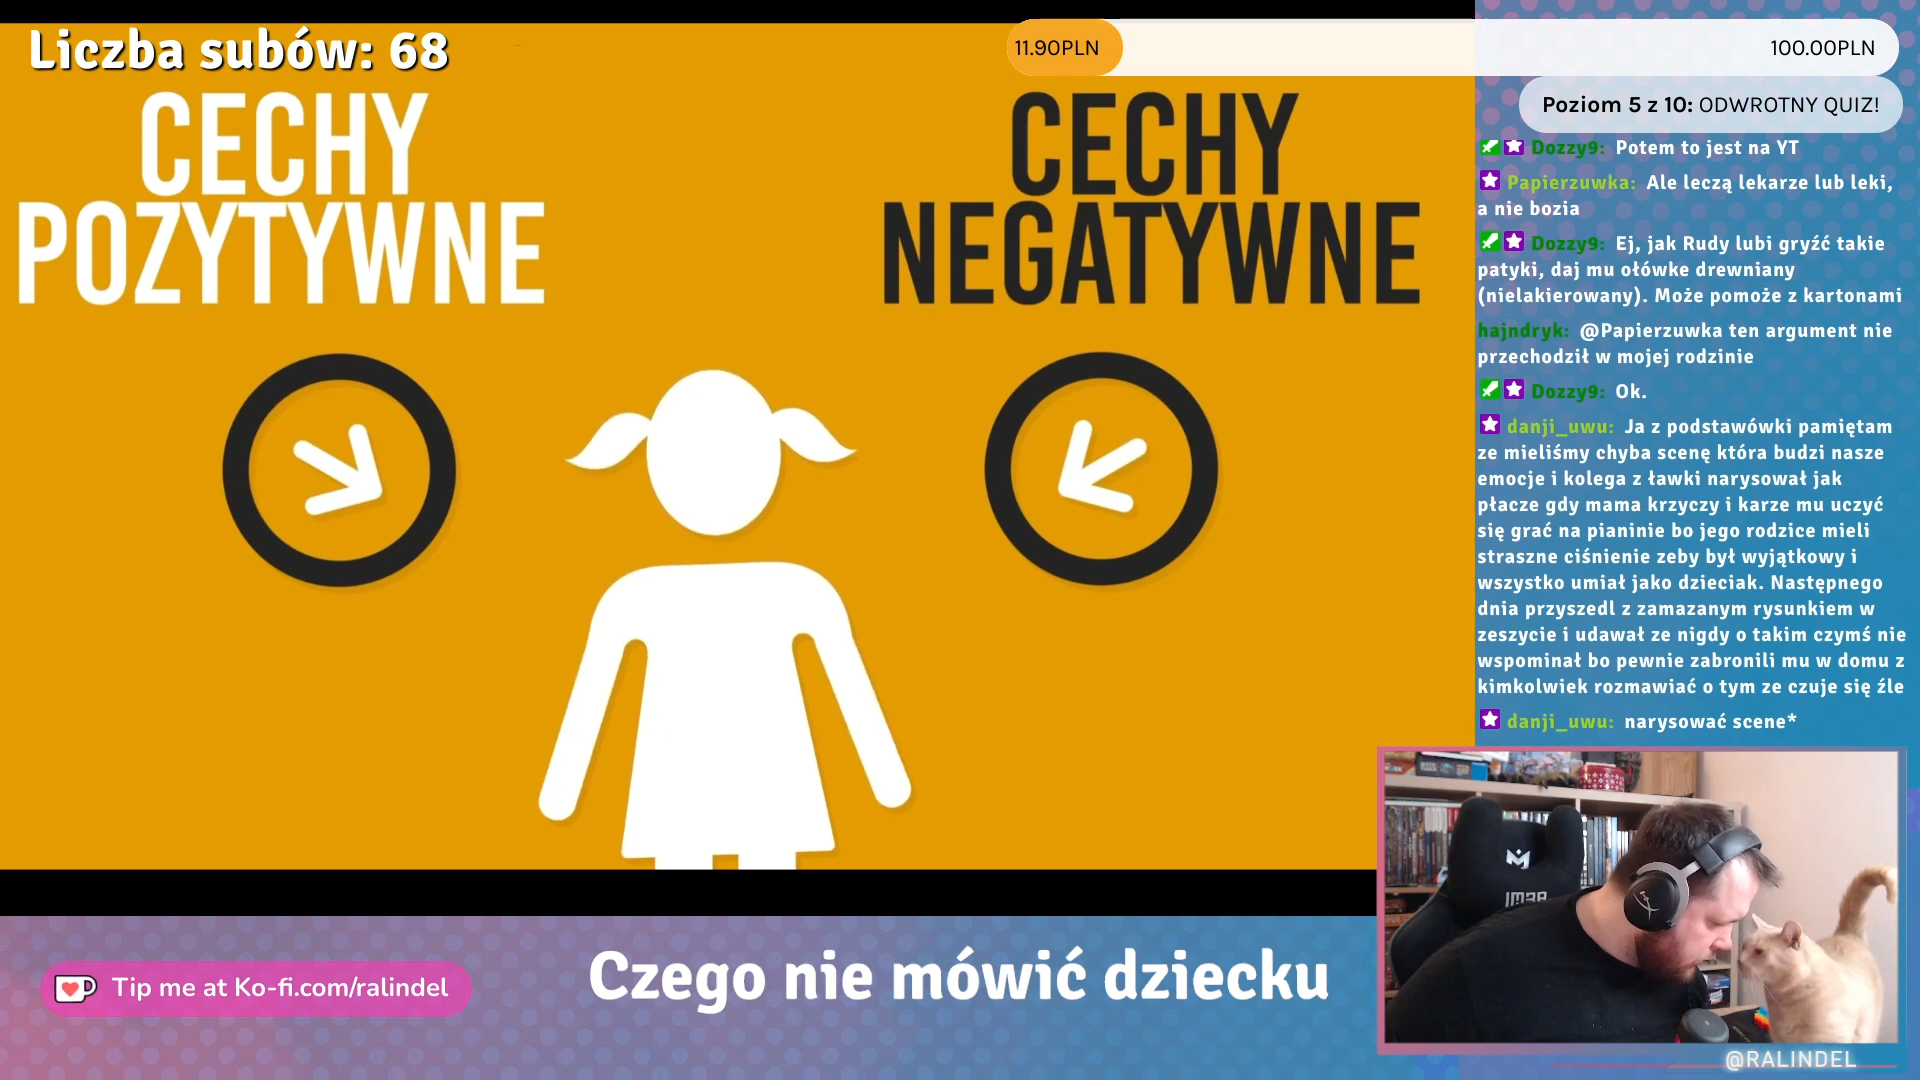 Liczba subów: 68
11.90PLN
100.00PLN
Poziom 5 z 10: ODWROTNY QUIZ!
CECHY
POZYTYWNE
CECHY
NEGATYWNE
Dozzy9: Potem to jest na YT
Papierzuwka: Ale leczą lekarze lub leki,
a nie bozia
Dozzy9: Ej, jak Rudy lubi gryźć takie
patyki, daj mu ołówke drewniany
(nielakierowany). Może pomoże z kartonami
hajndryk: @Papierzuwka ten argument nie
przechodził w mojej rodzinie
Dozzy9: Ok.
danji_uwu: Ja z podstawówki pamiętam
ze mieliśmy chyba scenę która budzi nasze
emocje i kolega z ławki narysował jak
płacze gdy mama krzyczy i karze mu uczyć
się grać na pianinie bo jego rodzice mieli
straszne ciśnienie zeby był wyjątkowy i
wszystko umiał jako dzieciak. Następnego
dnia przyszedl z zamazanym rysunkiem w
zeszycie i udawał ze nigdy o takim czymś nie
wspominał bo pewnie zabronili mu w domu z
kimkolwiek rozmawiać o tym ze czuje się źle
danji_uwu: narysować scene*
Tip me at Ko-fi.com/ralindel
Czego nie mówić dziecku
@RALINDEL